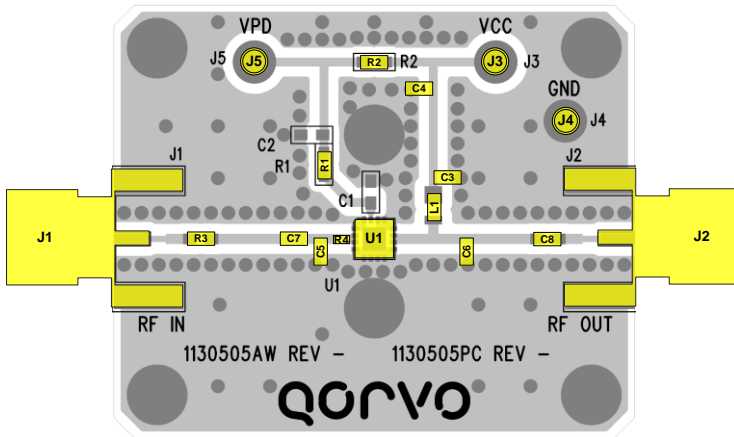 VPD VCC
J5 J5 R2 R2 J3 J3
C4
GND
J4 J4
C2
J1 R1 R1 J2
C3
C1
L1
J1 R3 C7 R4 U1 C8 J2
C5 C6
U1
RF IN RF OUT
1130505AW REV - 1130505PC REV -
QORVO